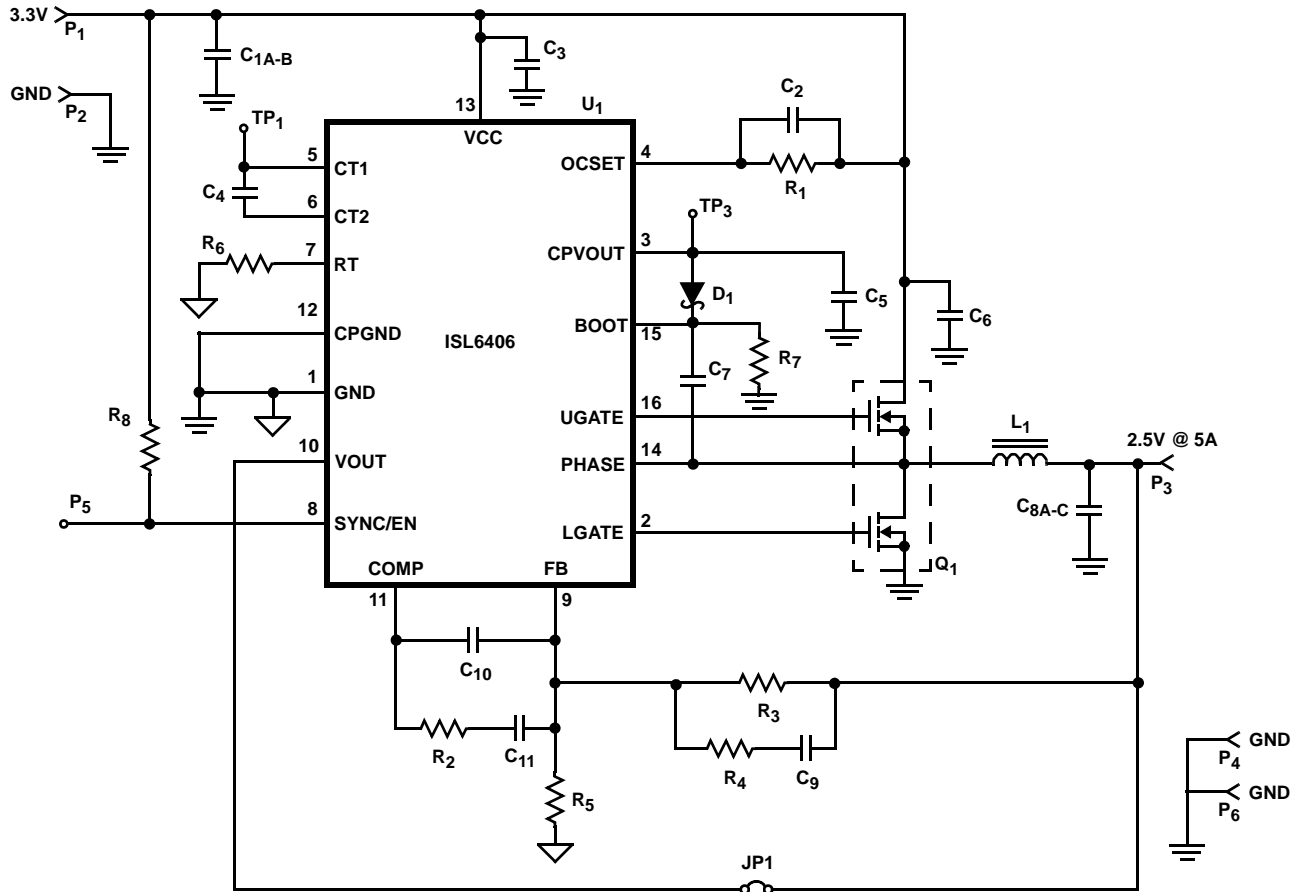 3.3V
P1
C1A-B
C3
GND
P2
TP1
13
VCC
U1
C2
5
CT1
OCSET
4
R1
C4
6
CT2
TP3
R6
7
RT
CPVOUT
3
D1
C5
12
CPGND
ISL6406
BOOT
15
C7
R7
C6
1
GND
UGATE
16
R8
10
VOUT
PHASE
14
L1
2.5V @ 5A
P3
C8A-C
P5
8
SYNC/EN
LGATE
2
Q1
COMP
FB
11
9
C10
R3
R2
C11
R4
C9
R5
GND
P4
GND
P6
JP1